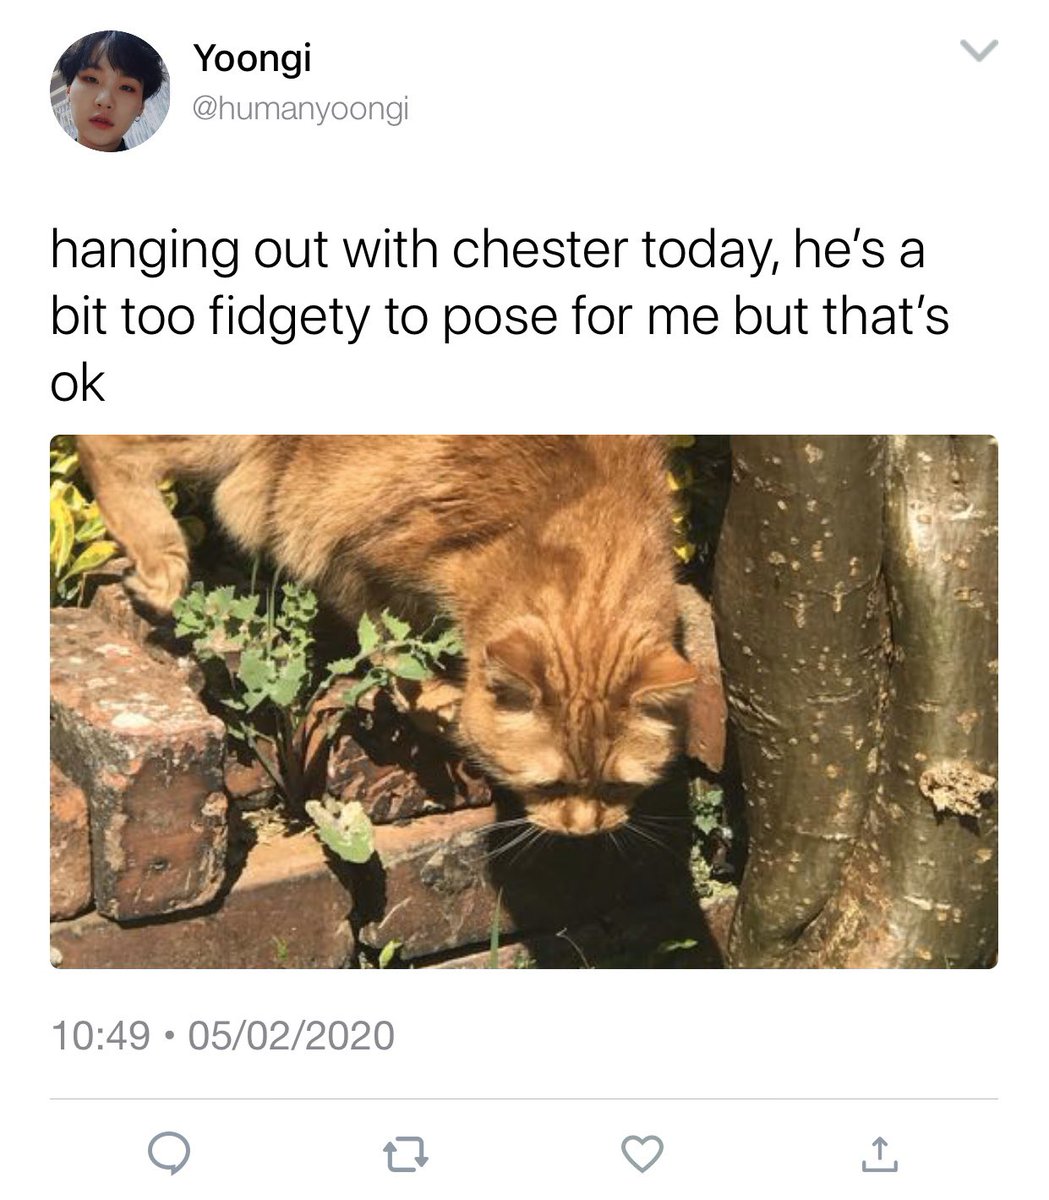 Yoongi
@humanyoongi
hanging out with chester today, he’s a
bit too fidgety to pose for me but that’s
ok
10:49 • 05/02/2020